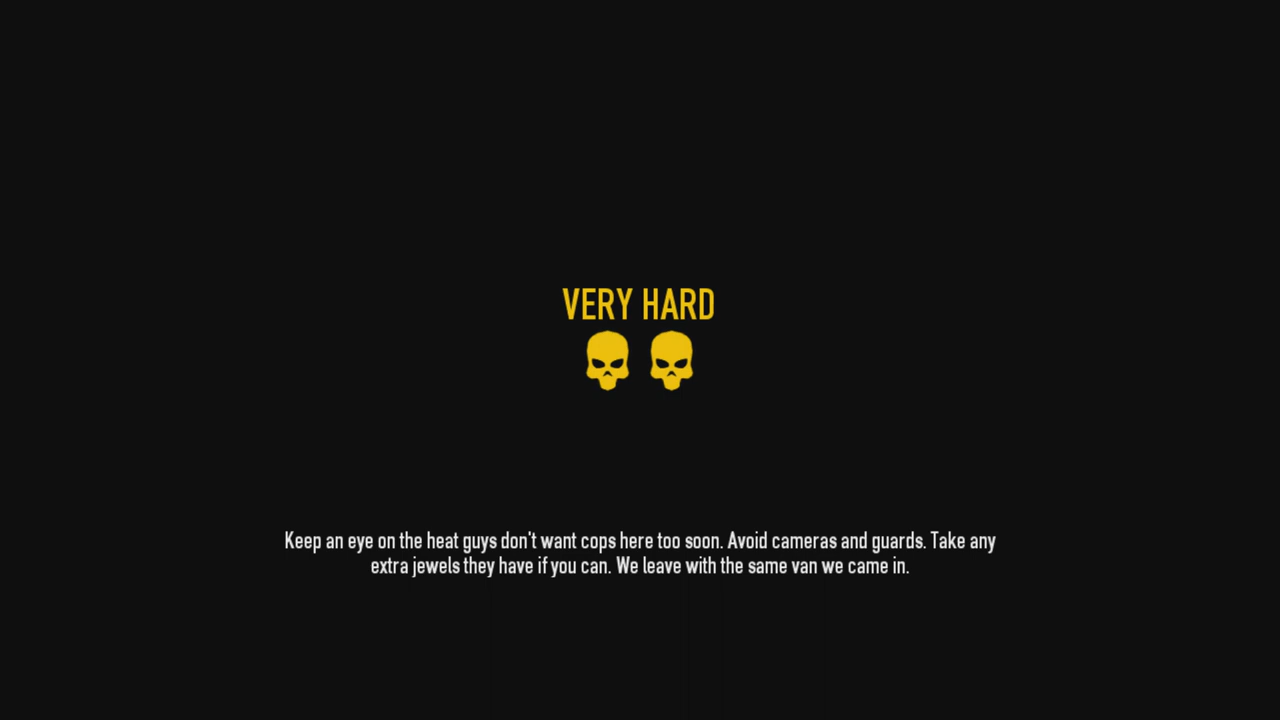 VERY HARD
Keep an eye on the heat guys don't want cops here too soon. Avoid cameras and guards. Take any
extra jewels they have if you can. We leave with the same van we came in.